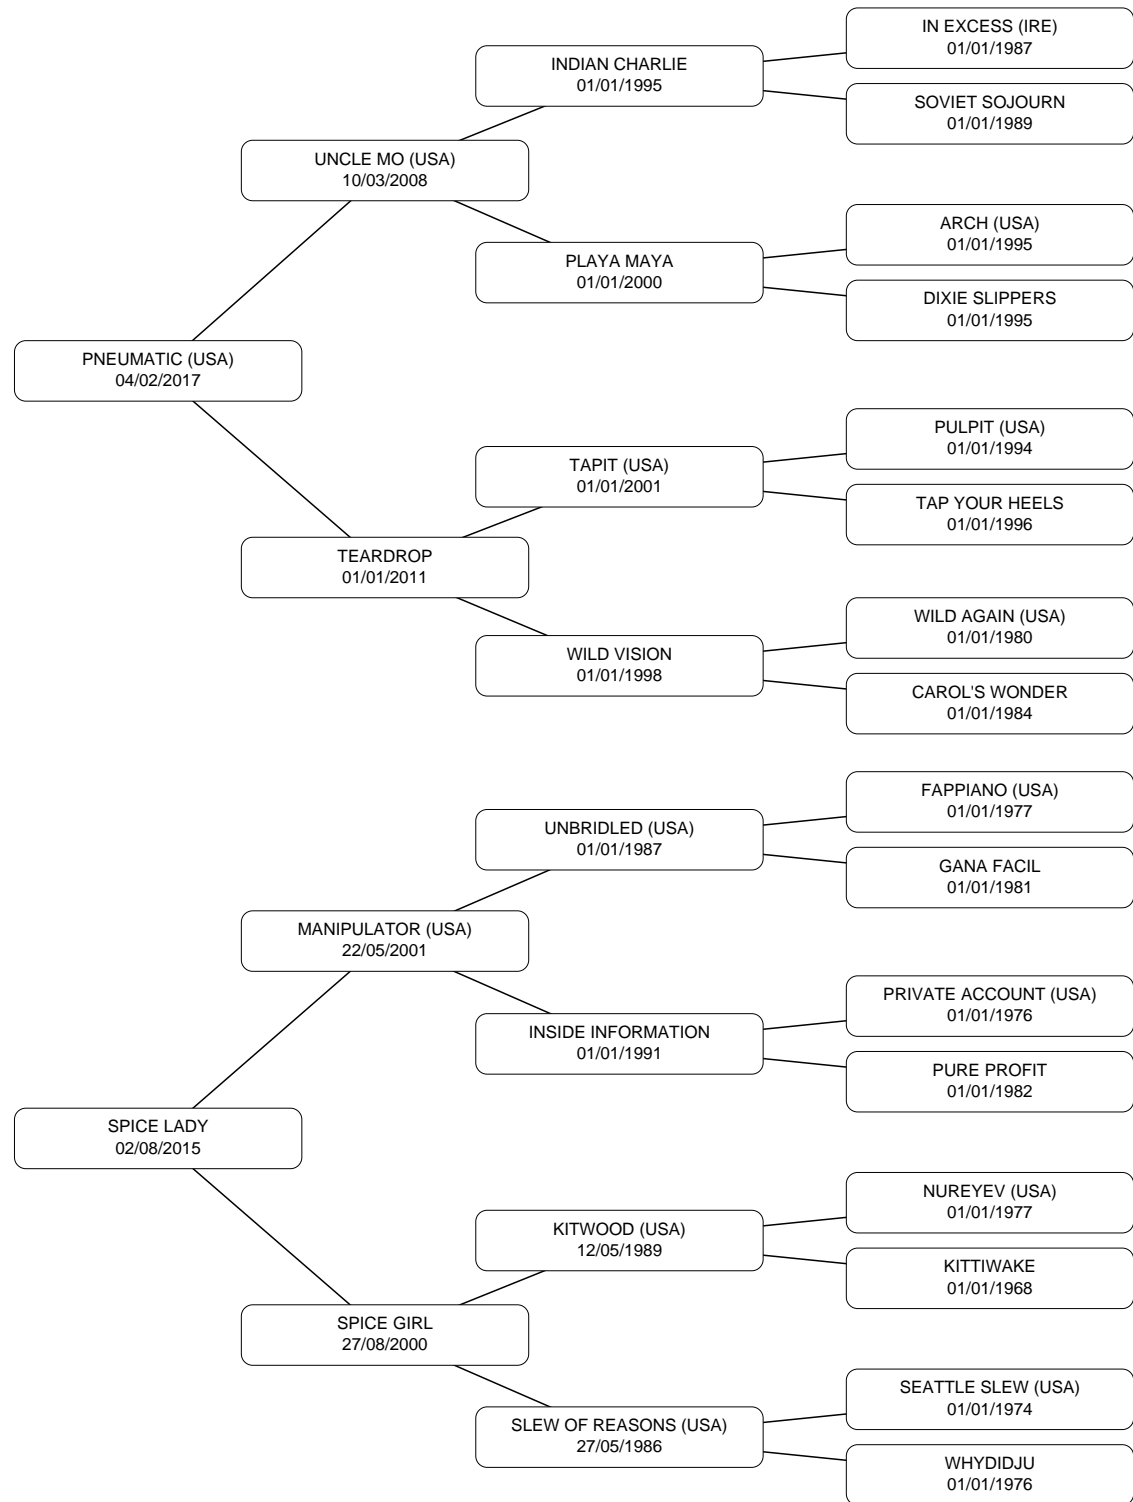 IN EXCESS (IRE)
01/01/1987
INDIAN CHARLIE
01/01/1995
SOVIET SOJOURN
01/01/1989
UNCLE MO (USA)
10/03/2008
ARCH (USA)
01/01/1995
PLAYA MAYA
01/01/2000
DIXIE SLIPPERS
01/01/1995
PNEUMATIC (USA)
04/02/2017
PULPIT (USA)
01/01/1994
TAPIT (USA)
01/01/2001
TAP YOUR HEELS
01/01/1996
TEARDROP
01/01/2011
WILD AGAIN (USA)
01/01/1980
WILD VISION
01/01/1998
CAROL'S WONDER
01/01/1984
FAPPIANO (USA)
01/01/1977
UNBRIDLED (USA)
01/01/1987
GANA FACIL
01/01/1981
MANIPULATOR (USA)
22/05/2001
PRIVATE ACCOUNT (USA)
01/01/1976
INSIDE INFORMATION
01/01/1991
PURE PROFIT
01/01/1982
SPICE LADY
02/08/2015
NUREYEV (USA)
01/01/1977
KITWOOD (USA)
12/05/1989
KITTIWAKE
01/01/1968
SPICE GIRL
27/08/2000
SEATTLE SLEW (USA)
01/01/1974
SLEW OF REASONS (USA)
27/05/1986
WHYDIDJU
01/01/1976